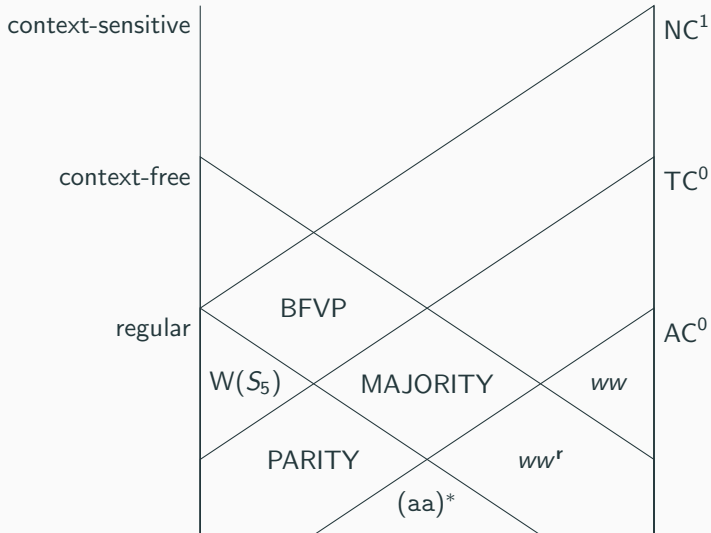 context-sensitive
NC¹
context-free
TC⁰
BFVP
regular
AC⁰
W(S₅)
MAJORITY
ww
PARITY
wwʳ
(aa)*